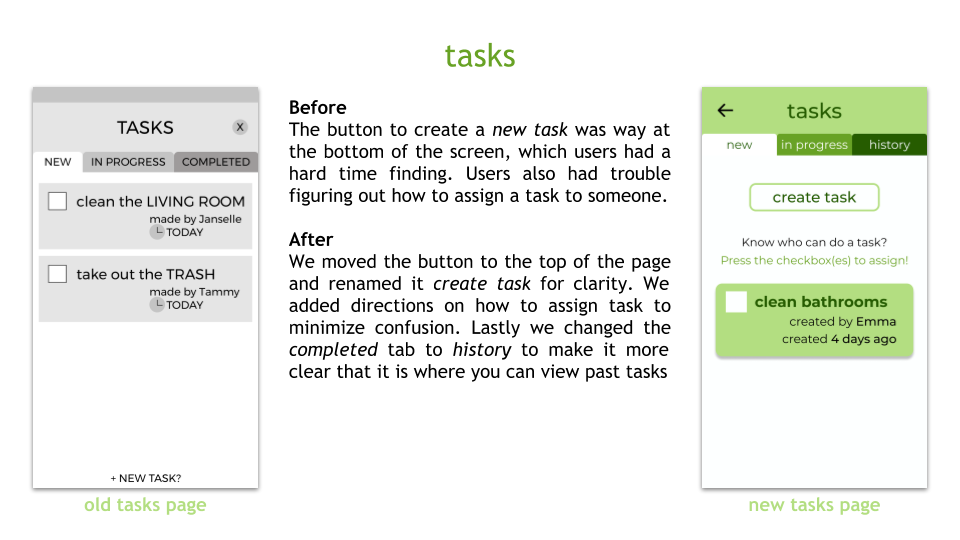 tasks
TASKS
X
NEW
IN PROGRESS
COMPLETED
clean the LIVING ROOM
made by Janselle
TODAY
take out the TRASH
made by Tammy
TODAY
+ NEW TASK?
old tasks page
Before
The button to create a new task was way at
the bottom of the screen, which users had a
hard time finding. Users also had trouble
figuring out how to assign a task to someone.
After
We moved the button to the top of the page
and renamed it create task for clarity. We
added directions on how to assign task to
minimize confusion. Lastly we changed the
completed tab to history to make it more
clear that it is where you can view past tasks
tasks
new
in progress
history
create task
Know who can do a task?
Press the checkbox(es) to assign!
clean bathrooms
created by Emma
created 4 days ago
new tasks page